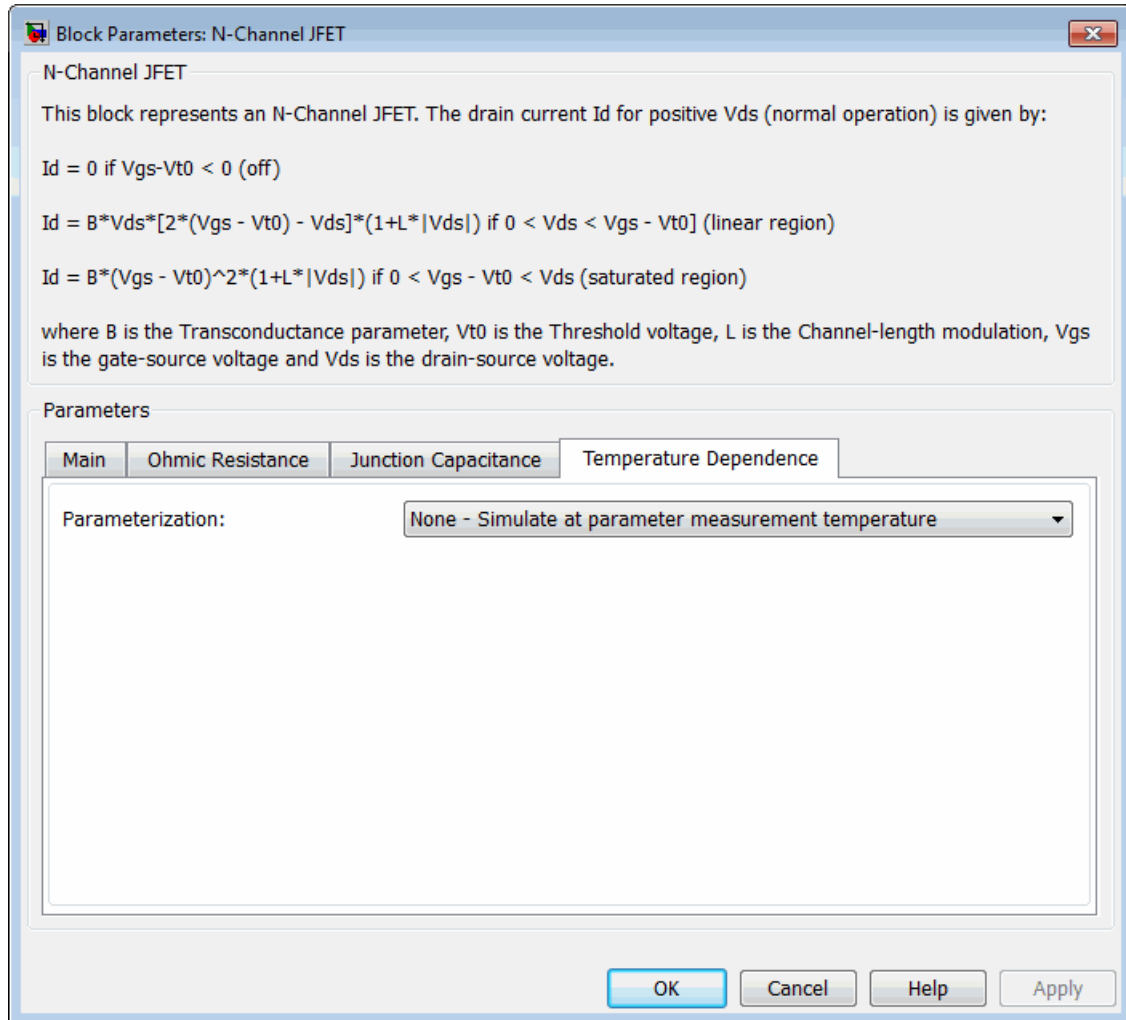 Block Parameters: N-Channel JFET
N-Channel JFET
This block represents an N-Channel JFET. The drain current Id for positive Vds (normal operation) is given by:
Id = 0 if Vgs-Vt0 < 0 (off)
Id = B*Vds*[2*(Vgs - Vt0) - Vds]*(1+L*|Vds|) if 0 < Vds < Vgs - Vt0] (linear region)
Id = B*(Vgs - Vt0)^2*(1+L*|Vds|) if 0 < Vgs - Vt0 < Vds (saturated region)
where B is the Transconductance parameter, Vt0 is the Threshold voltage, L is the Channel-length modulation, Vgs
is the gate-source voltage and Vds is the drain-source voltage.
Parameters
Main Ohmic Resistance Junction Capacitance Temperature Dependence
Parameterization: None - Simulate at parameter measurement temperature
OK Cancel Help Apply